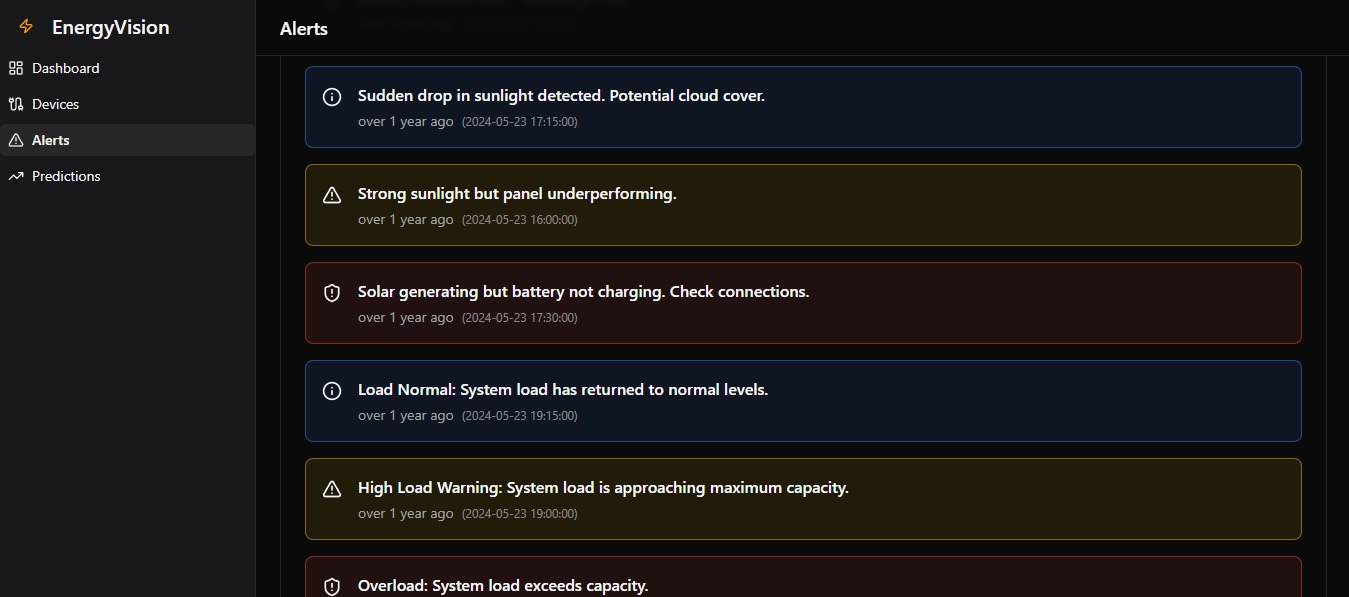 EnergyVision
Dashboard
Devices
Alerts
Predictions
Alerts
Sudden drop in sunlight detected. Potential cloud cover.
over 1 year ago (2024-05-23 17:15:00)
Strong sunlight but panel underperforming.
over 1 year ago (2024-05-23 16:00:00)
Solar generating but battery not charging. Check connections.
over 1 year ago (2024-05-23 17:30:00)
Load Normal: System load has returned to normal levels.
over 1 year ago (2024-05-23 19:15:00)
High Load Warning: System load is approaching maximum capacity.
over 1 year ago (2024-05-23 19:00:00)
Overload: System load exceeds capacity.